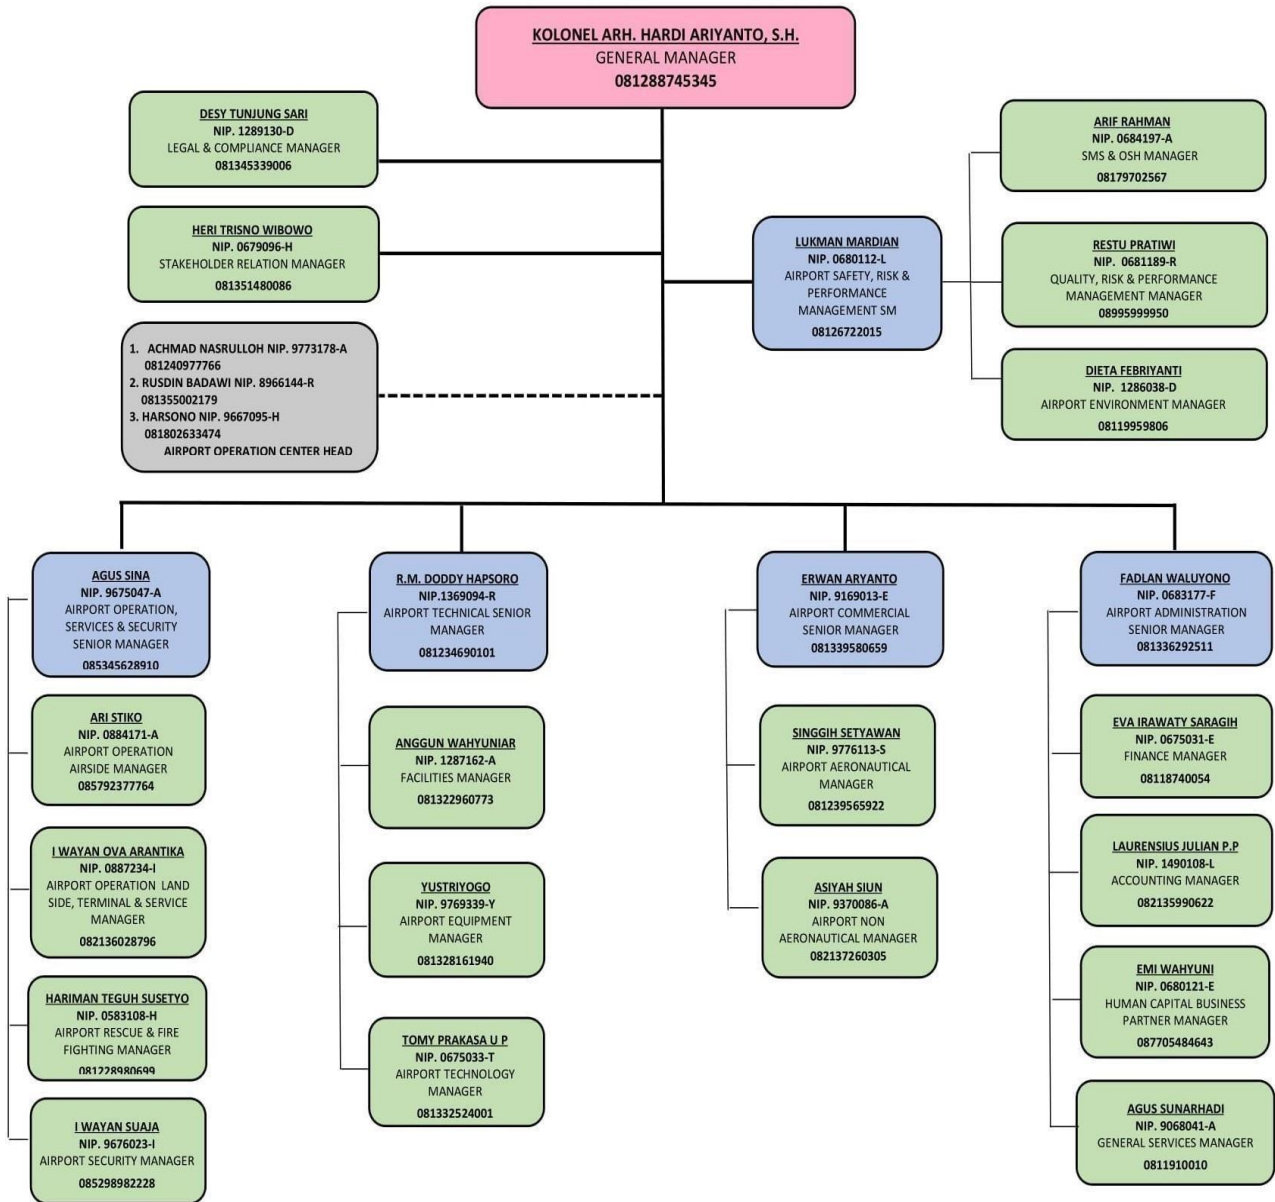 KOLONEL ARH. HARDI ARIYANTO, S.H.
GENERAL MANAGER
081288745345
DESY TUNJUNG SARI
NIP. 1289130-D
LEGAL & COMPLIANCE MANAGER
081345339006
HERI TRISNO WIBOWO
NIP. 0679096-H
STAKEHOLDER RELATION MANAGER
081351480086
1. ACHMAD NASRULLOH NIP. 9773178-A
081240977766
2. RUSDIN BADAWI NIP. 8966144-R
081355002179
3. HARSONO NIP. 9667095-H
081802633474
AIRPORT OPERATION CENTER HEAD
LUKMAN MARDIAN
NIP. 0680112-L
AIRPORT SAFETY, RISK &
PERFORMANCE
MANAGEMENT SM
08126722015
ARIF RAHMAN
NIP. 0684197-A
SMS & OSH MANAGER
08179702567
RESTU PRATIWI
NIP. 0681189-R
QUALITY, RISK & PERFORMANCE
MANAGEMENT MANAGER
08995999950
DIETA FEBRIYANTI
NIP. 1286038-D
AIRPORT ENVIRONMENT MANAGER
08119959806
AGUS SINA
NIP. 9675047-A
AIRPORT OPERATION,
SERVICES & SECURITY
SENIOR MANAGER
085345628910
ARI STIKO
NIP. 0884171-A
AIRPORT OPERATION
AIRSIDE MANAGER
085792377764
I WAYAN OVA ARANTIKA
NIP. 0887234-I
AIRPORT OPERATION LAND
SIDE, TERMINAL & SERVICE
MANAGER
082136028796
HARIMAN TEGUH SUSETYO
NIP. 0583108-H
AIRPORT RESCUE & FIRE
FIGHTING MANAGER
081228980699
I WAYAN SUAJA
NIP. 9676023-I
AIRPORT SECURITY MANAGER
085298982228
R.M. DODDY HAPSORO
NIP.1369094-R
AIRPORT TECHNICAL SENIOR
MANAGER
081234690101
ANGGUN WAHYUNIAR
NIP. 1287162-A
FACILITIES MANAGER
081322960773
YUSTRIYOGO
NIP. 9769339-Y
AIRPORT EQUIPMENT
MANAGER
081328161940
TOMY PRAKASA U P
NIP. 0675033-T
AIRPORT TECHNOLOGY
MANAGER
081332524001
ERWAN ARYANTO
NIP. 9169013-E
AIRPORT COMMERCIAL
SENIOR MANAGER
081339580659
SINGGIH SETYAWAN
NIP. 9776113-S
AIRPORT AERONAUTICAL
MANAGER
081239565922
ASIYAH SIUN
NIP. 9370086-A
AIRPORT NON
AERONAUTICAL MANAGER
082137260305
FADLAN WALUYONO
NIP. 0683177-F
AIRPORT ADMINISTRATION
SENIOR MANAGER
081336292511
EVA IRAWATY SARAGIH
NIP. 0675031-E
FINANCE MANAGER
08118740054
LAURENSIUS JULIAN P.P
NIP. 1490108-L
ACCOUNTING MANAGER
082135990622
EMI WAHYUNI
NIP. 0680121-E
HUMAN CAPITAL BUSINESS
PARTNER MANAGER
087705484643
AGUS SUNARHADI
NIP. 9068041-A
GENERAL SERVICES MANAGER
0811910010